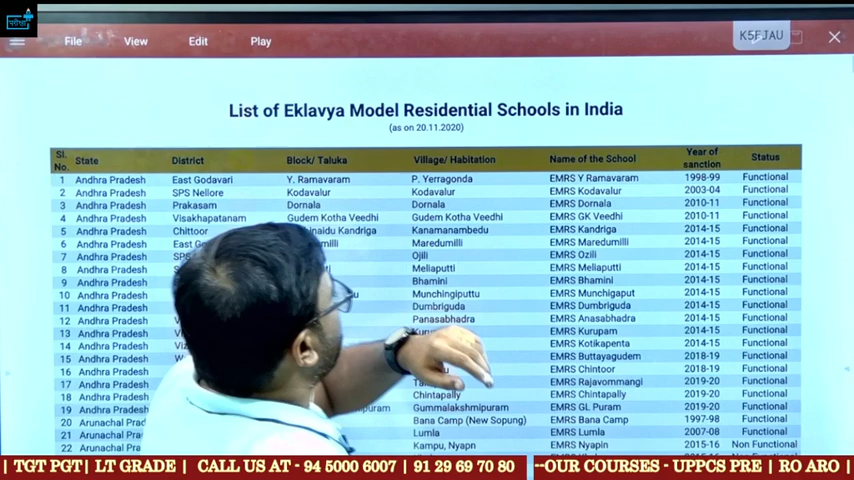 परीक्षा
File View Edit Play K5FJAU
List of Eklavya Model Residential Schools in India
(as on 20.11.2020)
Sl. No. State District Block/ Taluka Village/ Habitation Name of the School Year of sanction Status
1 Andhra Pradesh East Godavari Y. Ramavaram P. Yerragonda EMRS Y Ramavaram 1998-99 Functional
2 Andhra Pradesh SPS Nellore Kodavalur Kodavalur EMRS Kodavalur 2003-04 Functional
3 Andhra Pradesh Prakasam Dornala Dornala EMRS Dornala 2010-11 Functional
4 Andhra Pradesh Visakhapatanam Gudem Kotha Veedhi Gudem Kotha Veedhi EMRS GK Veedhi 2010-11 Functional
5 Andhra Pradesh Chittoor Kandriga Kanamanambedu EMRS Kandriga 2014-15 Functional
6 Andhra Pradesh East Maredumilli EMRS Maredumilli 2014-15 Functional
7 Andhra Pradesh SPS Ojili EMRS Ozili 2014-15 Functional
8 Andhra Pradesh Meliaputti EMRS Meliaputti 2014-15 Functional
9 Andhra Pradesh Bhamini EMRS Bhamini 2014-15 Functional
10 Andhra Pradesh Munchingiputtu EMRS Munchigaput 2014-15 Functional
11 Andhra Pradesh Dumbriguda EMRS Dumbriguda 2014-15 Functional
12 Andhra Pradesh Panasabhadra EMRS Anasabhadra 2014-15 Functional
13 Andhra Pradesh EMRS Kurupam 2014-15 Functional
14 Andhra Pradesh EMRS Kotikapenta 2014-15 Functional
15 Andhra Pradesh EMRS Buttayagudem 2018-19 Functional
16 Andhra Pradesh EMRS Chintoor 2018-19 Functional
17 Andhra Pradesh EMRS Rajavommangi 2019-20 Functional
18 Andhra Pradesh Chintapally EMRS Chintapally 2019-20 Functional
19 Andhra Pradesh Gummalakshmipuram EMRS GL Puram 2019-20 Functional
20 Arunachal Bana Camp (New Sopung) EMRS Bana Camp 1997-98 Functional
21 Arunachal Lumla EMRS Lumla 2007-08 Functional
22 Arunachal Kampu, Nyapn EMRS Nyapin 2015-16 Non Functional
| TGT PGT| LT GRADE | CALL US AT - 94 5000 6007 | 91 29 69 70 80 --OUR COURSES - UPPCS PRE | RO ARO |